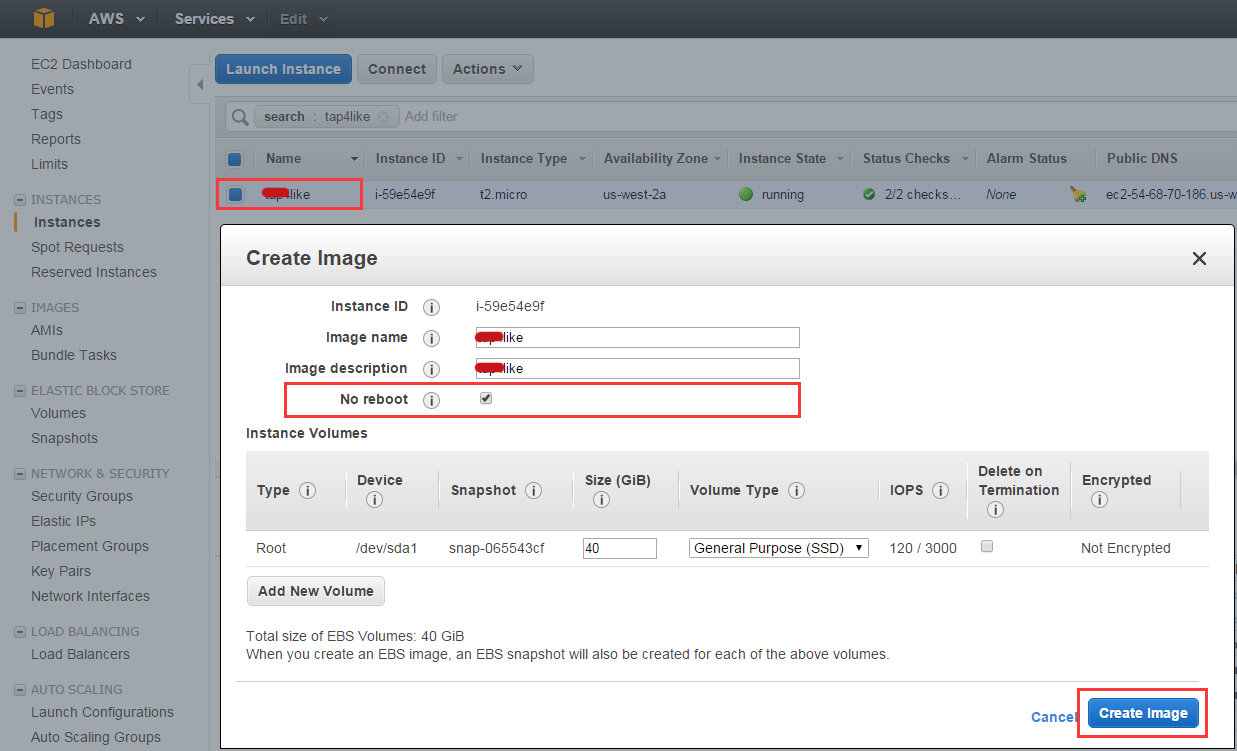 AWS Services Edit
EC2 Dashboard
Events
Tags
Reports
Limits
INSTANCES
Instances
Spot Requests
Reserved Instances
IMAGES
AMIs
Bundle Tasks
ELASTIC BLOCK STORE
Volumes
Snapshots
NETWORK & SECURITY
Security Groups
Elastic IPs
Placement Groups
Key Pairs
Network Interfaces
LOAD BALANCING
Load Balancers
AUTO SCALING
Launch Configurations
Auto Scaling Groups
Launch Instance Connect Actions
search : tap4like Add filter
Name Instance ID Instance Type Availability Zone Instance State Status Checks Alarm Status Public DNS
like i-59e54e9f t2.micro us-west-2a running 2/2 checks... None ec2-54-68-70-186.us-w
Create Image
Instance ID i-59e54e9f
Image name like
Image description like
No reboot
Instance Volumes
Type Device Snapshot Size (GiB) Volume Type IOPS Delete on Termination Encrypted
Root /dev/sda1 snap-065543cf 40 General Purpose (SSD) 120 / 3000 Not Encrypted
Add New Volume
Total size of EBS Volumes: 40 GiB
When you create an EBS image, an EBS snapshot will also be created for each of the above volumes.
Cancel Create Image